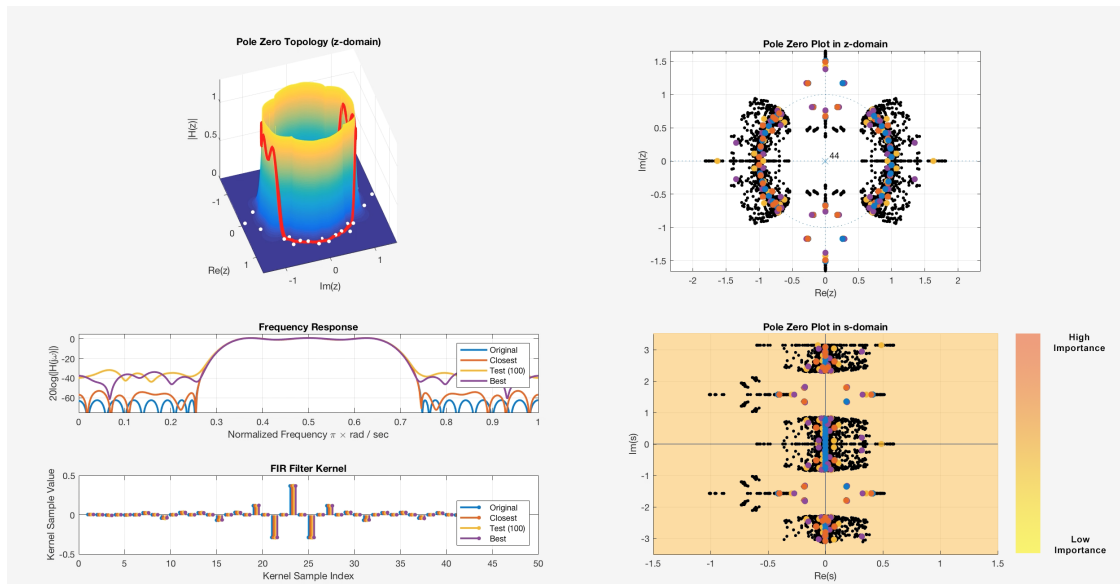 Pole Zero Topology (z-domain)
|H(z)|
1
0.5
0
-1
0
1
Re(z)
-1
0
1
Im(z)
Pole Zero Plot in z-domain
Im(z)
1.5
1
0.5
0
-0.5
-1
-1.5
44
-2 -1.5 -1 -0.5 0 0.5 1 1.5 2
Re(z)
Frequency Response
20log(|H(jω)|)
0
-20
-40
-60
Original
Closest
Test (100)
Best
0 0.1 0.2 0.3 0.4 0.5 0.6 0.7 0.8 0.9 1
Normalized Frequency π × rad / sec
FIR Filter Kernel
Kernel Sample Value
0.5
0
-0.5
Original
Closest
Test (100)
Best
0 5 10 15 20 25 30 35 40 45 50
Kernel Sample Index
Pole Zero Plot in s-domain
Im(s)
3
2
1
0
-1
-2
-3
-1.5 -1 -0.5 0 0.5 1 1.5
Re(s)
High
Importance
Low
Importance